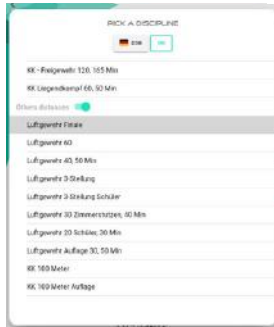 PICK A DISCIPLINE
KK - Freigewehr 120, 165 Min
KK Liegendkampf 60, 50 Min
Others distances
Luftgewehr Finale
Luftgewehr 60
Luftgewehr 40, 50 Min
Luftgewehr 3-Stellung
Luftgewehr 3-Stellung Schüler
Luftgewehr 30 Zimmerstutzen, 40 Min
Luftgewehr 20 Schüler, 30 Min
Luftgewehr Auflage 30, 50 Min
KK 100 Meter
KK 100 Meter Auflage